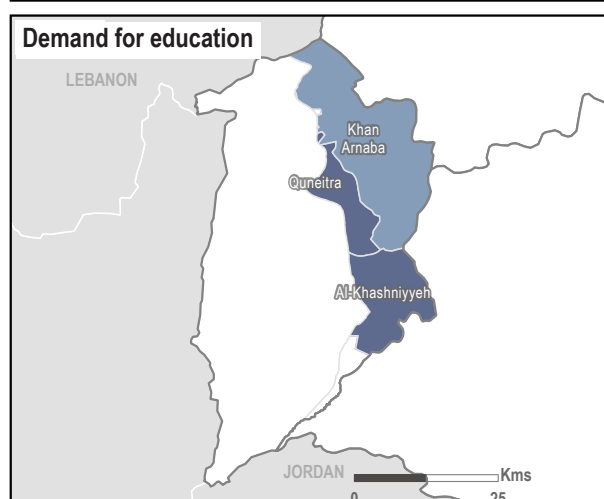 Demand for education
LEBANON
Khan
Arnaba
Quneitra
Al-Khashniyyeh
JORDAN
Kms
0 25